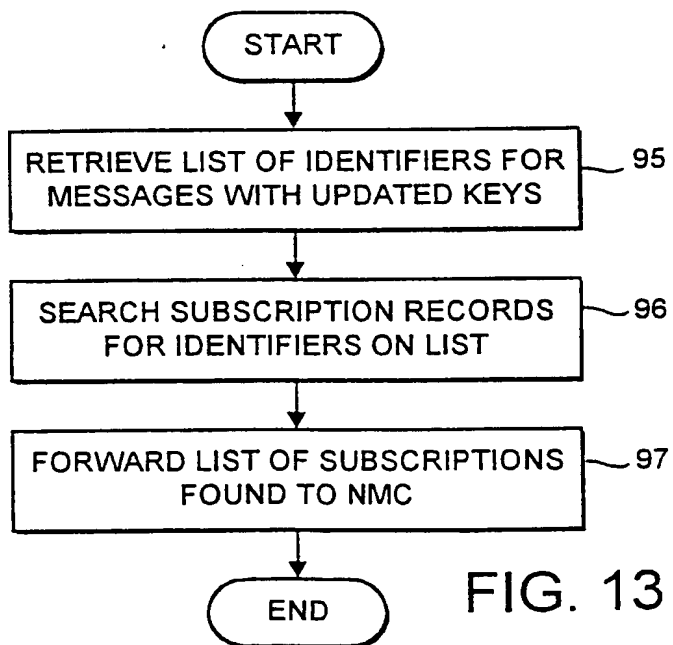 START
RETRIEVE LIST OF IDENTIFIERS FOR
MESSAGES WITH UPDATED KEYS
95
SEARCH SUBSCRIPTION RECORDS
FOR IDENTIFIERS ON LIST
96
FORWARD LIST OF SUBSCRIPTIONS
FOUND TO NMC
97
END
FIG. 13